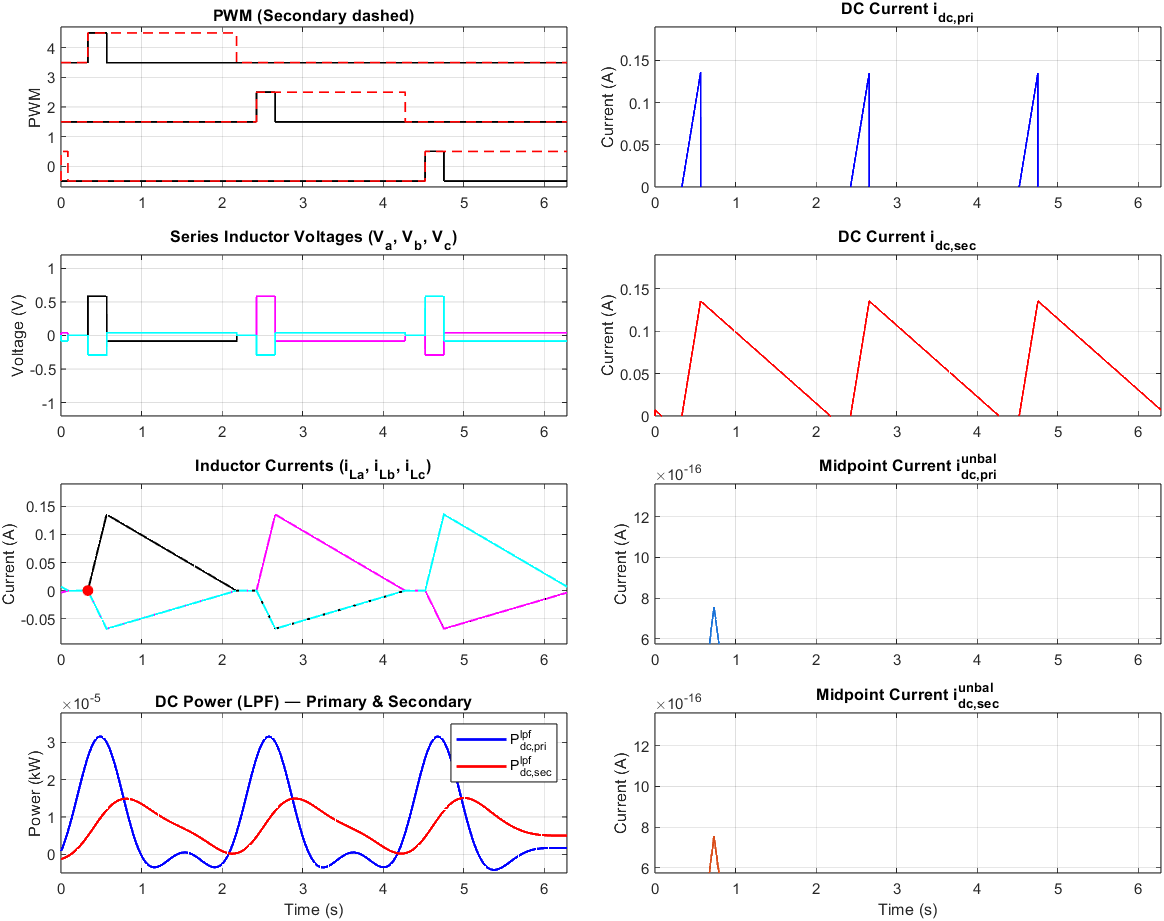 PWM (Secondary dashed)
PWM
4
3
2
1
0
0 1 2 3 4 5 6
DC Current i_dc,pri
Current (A)
0.15
0.1
0.05
0
0 1 2 3 4 5 6
Series Inductor Voltages (V_a, V_b, V_c)
Voltage (V)
1
0.5
0
-0.5
-1
0 1 2 3 4 5 6
DC Current i_dc,sec
Current (A)
0.15
0.1
0.05
0
0 1 2 3 4 5 6
Inductor Currents (i_La, i_Lb, i_Lc)
Current (A)
0.15
0.1
0.05
0
-0.05
0 1 2 3 4 5 6
Midpoint Current i_dc,pri^unbal
×10^-16
Current (A)
12
10
8
6
0 1 2 3 4 5 6
DC Power (LPF) — Primary & Secondary
×10^-5
Power (kW)
3
2
1
0
P_dc,pri^lpf
P_dc,sec^lpf
0 1 2 3 4 5 6
Time (s)
Midpoint Current i_dc,sec^unbal
×10^-16
Current (A)
12
10
8
6
0 1 2 3 4 5 6
Time (s)